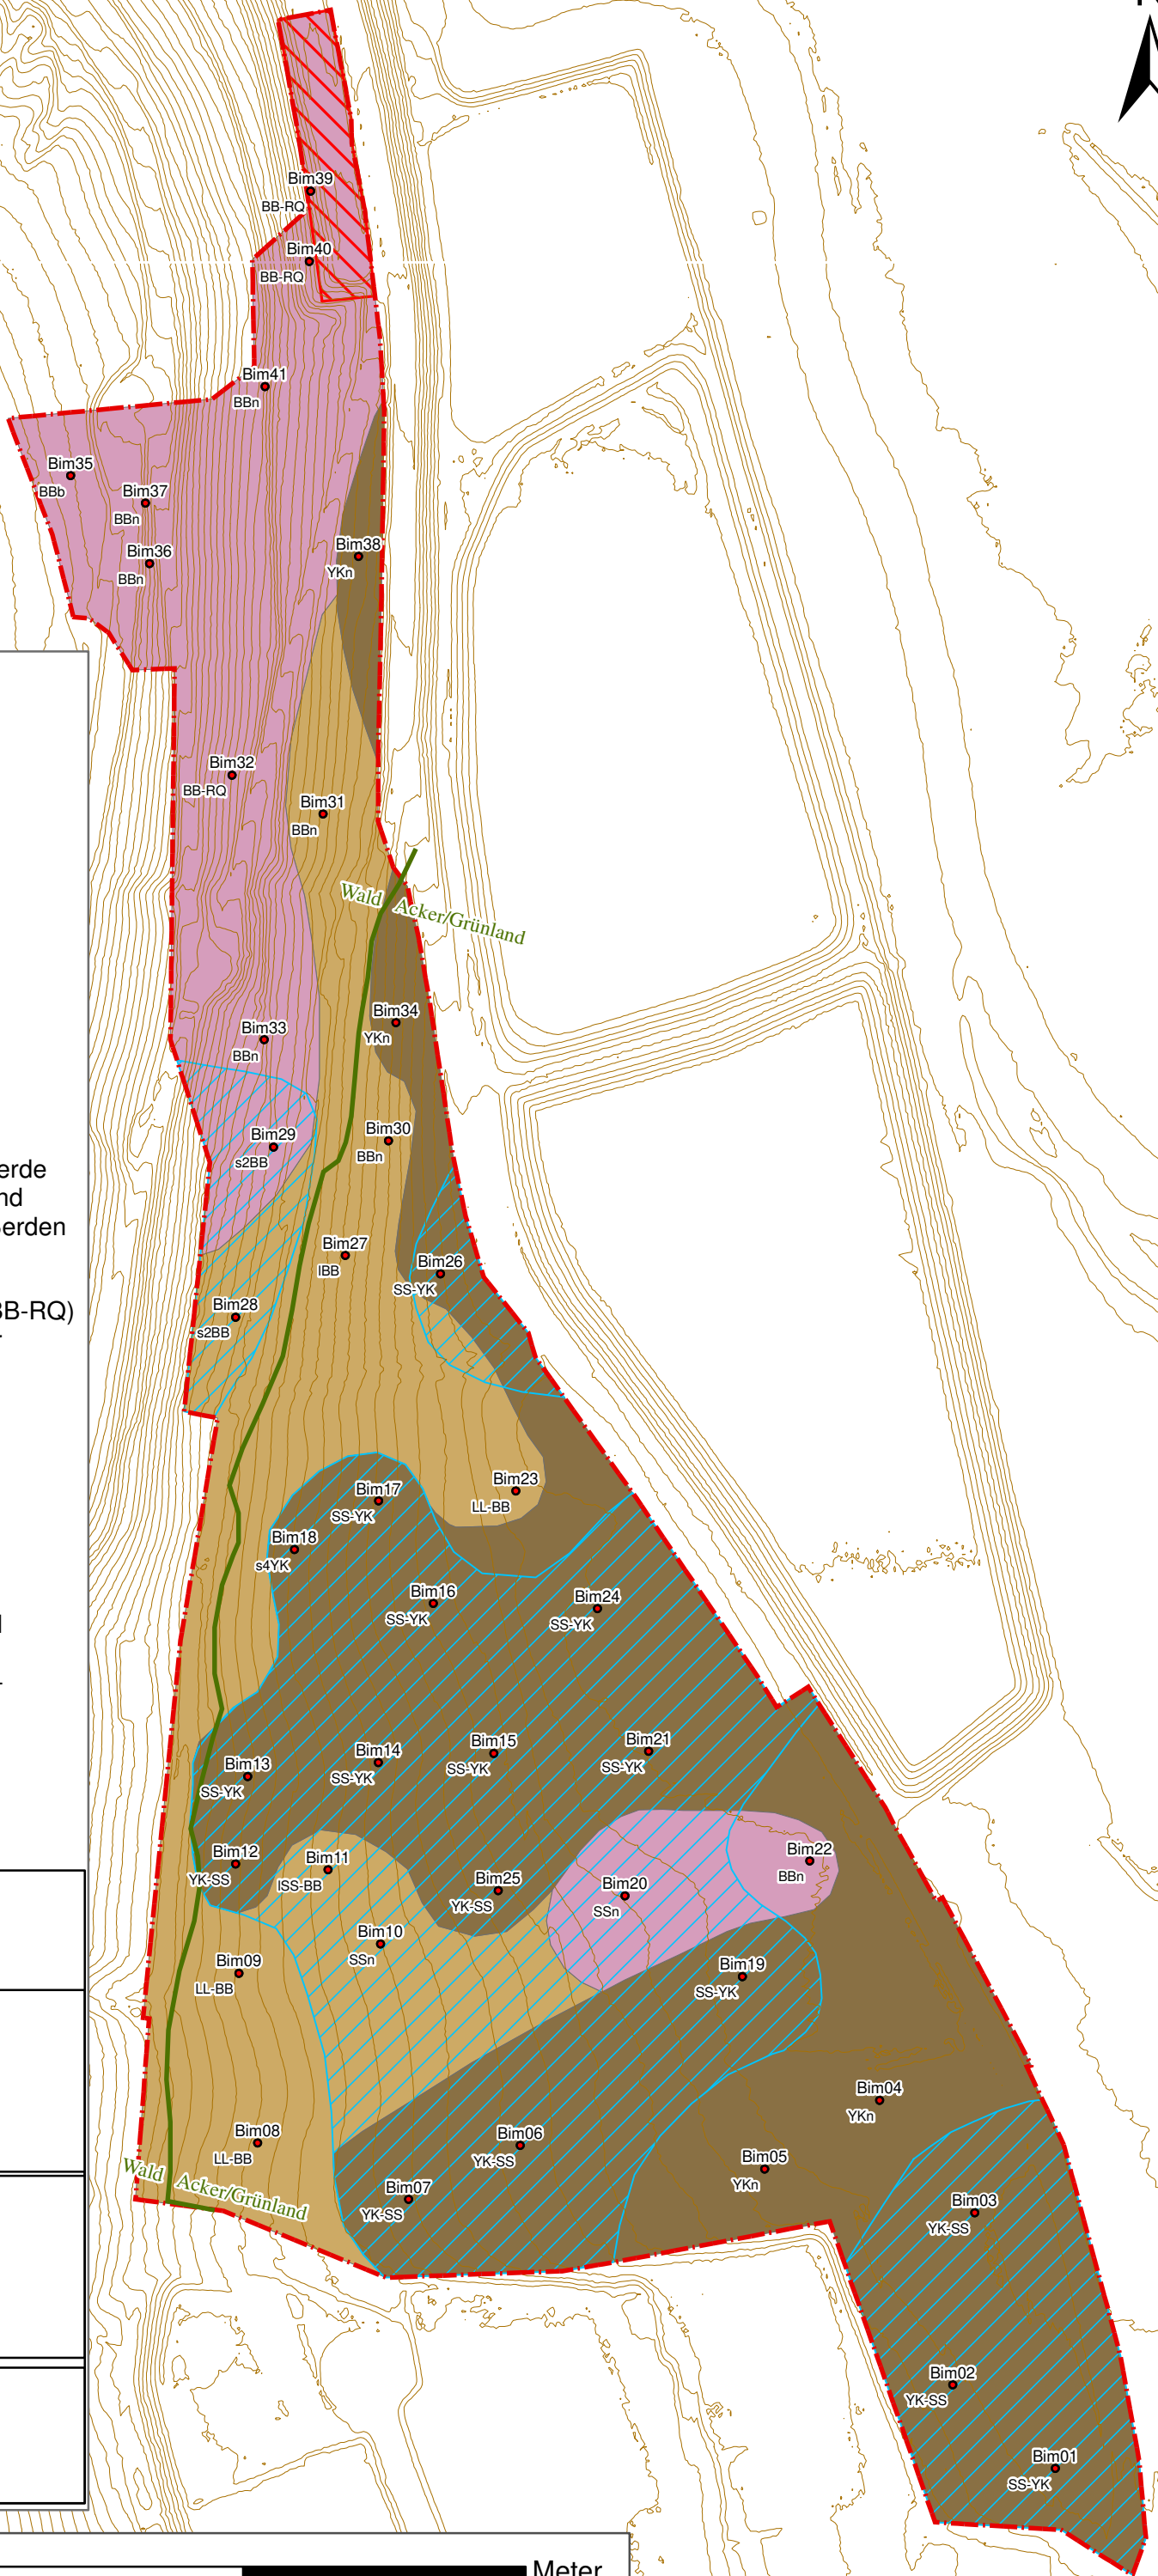 Bim39
BB-RQ
Bim40
BB-RQ
Bim41
BBn
Bim35
BBb
Bim37
BBn
Bim36
BBn
Bim38
YKn
Bim32
BB-RQ
Bim31
BBn
Wald Acker/Grünland
Bim34
YKn
Bim33
BBn
Bim30
BBn
Bim29
s2BB
erde
nd
erden
Bim27
lBB
Bim26
SS-YK
Bim28
s2BB
BB-RQ)
Bim23
LL-BB
Bim17
SS-YK
Bim18
s4YK
Bim16
SS-YK
Bim24
SS-YK
Bim15
SS-YK
Bim21
SS-YK
Bim14
SS-YK
Bim13
SS-YK
Bim12
YK-SS
Bim11
lSS-BB
Bim22
BBn
Bim25
YK-SS
Bim20
SSn
Bim10
SSn
Bim09
LL-BB
Bim19
SS-YK
Bim04
YKn
Bim08
LL-BB
Bim06
YK-SS
Bim05
YKn
Wald Acker/Grünland
Bim07
YK-SS
Bim03
YK-SS
Bim02
YK-SS
Bim01
SS-YK
Meter